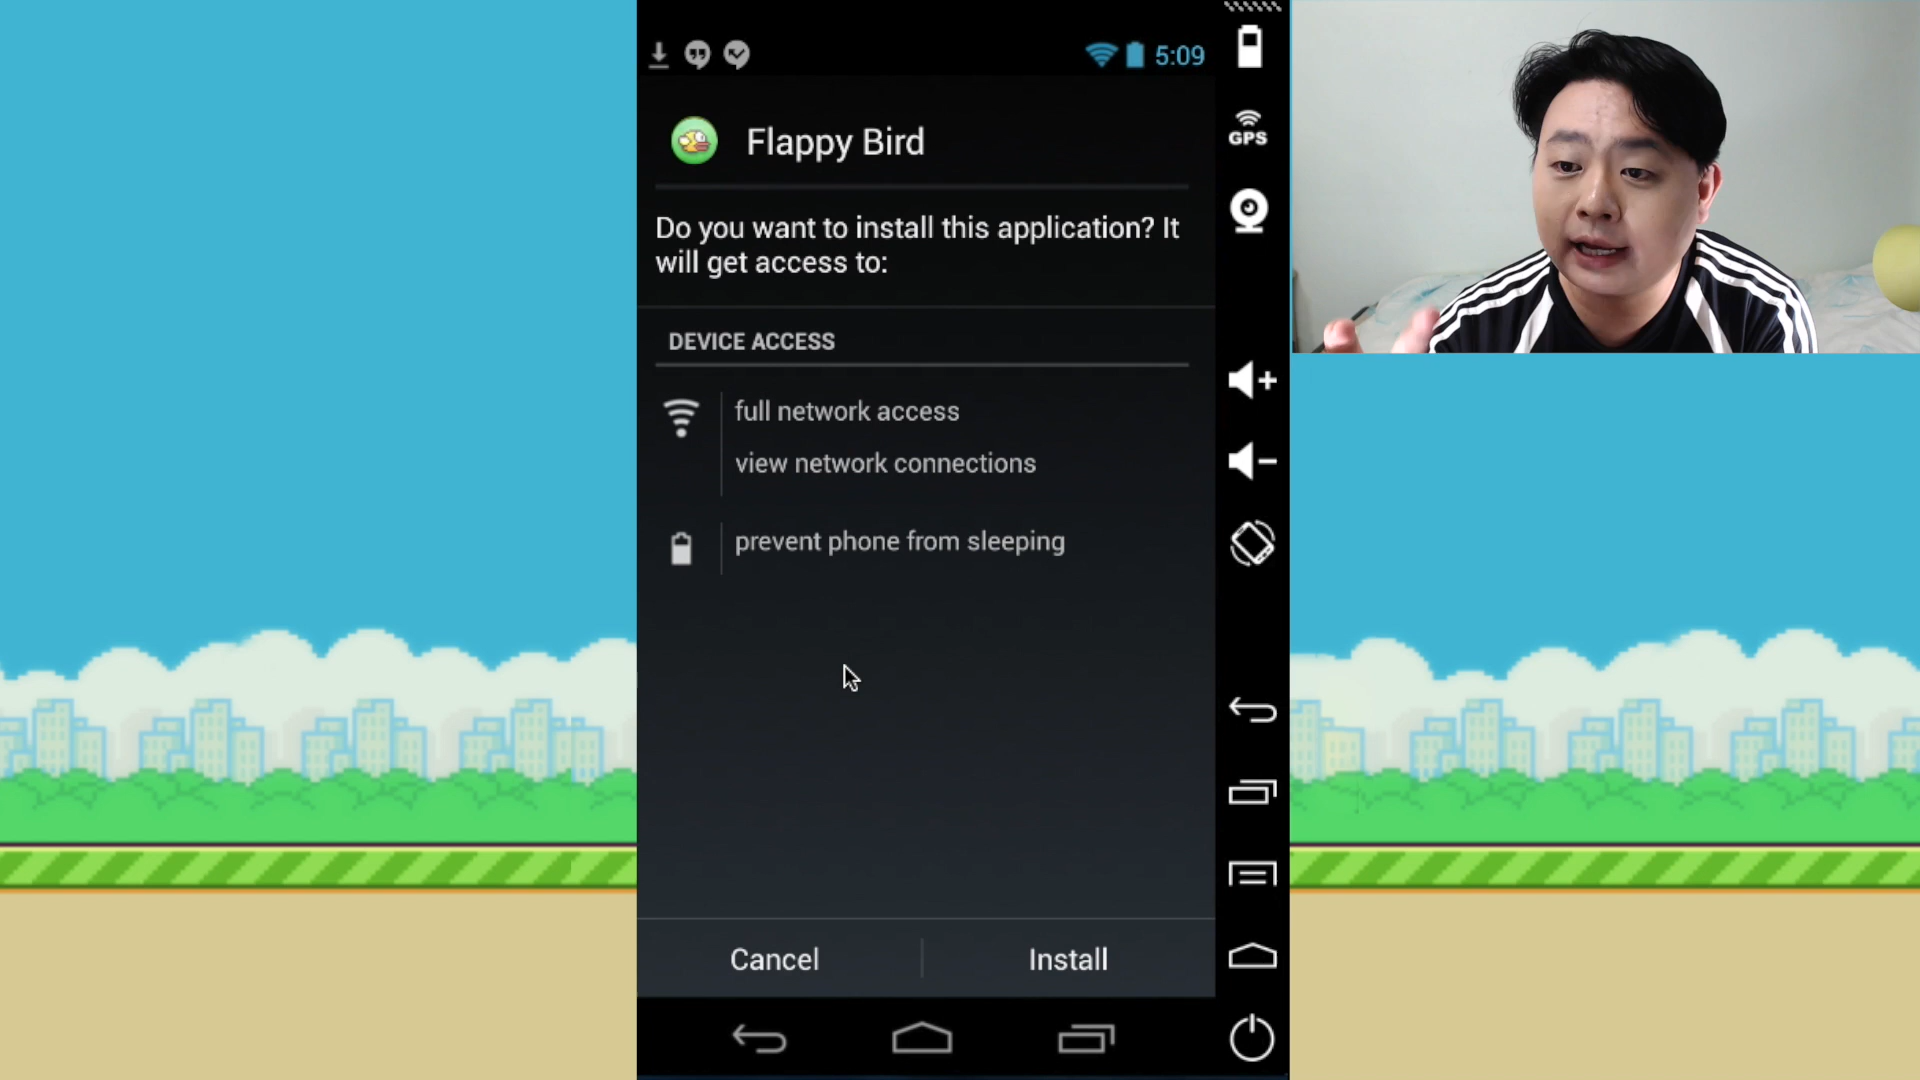 5:09
GPS
Flappy Bird
Do you want to install this application? It
will get access to:
DEVICE ACCESS
full network access
view network connections
prevent phone from sleeping
Cancel
Install